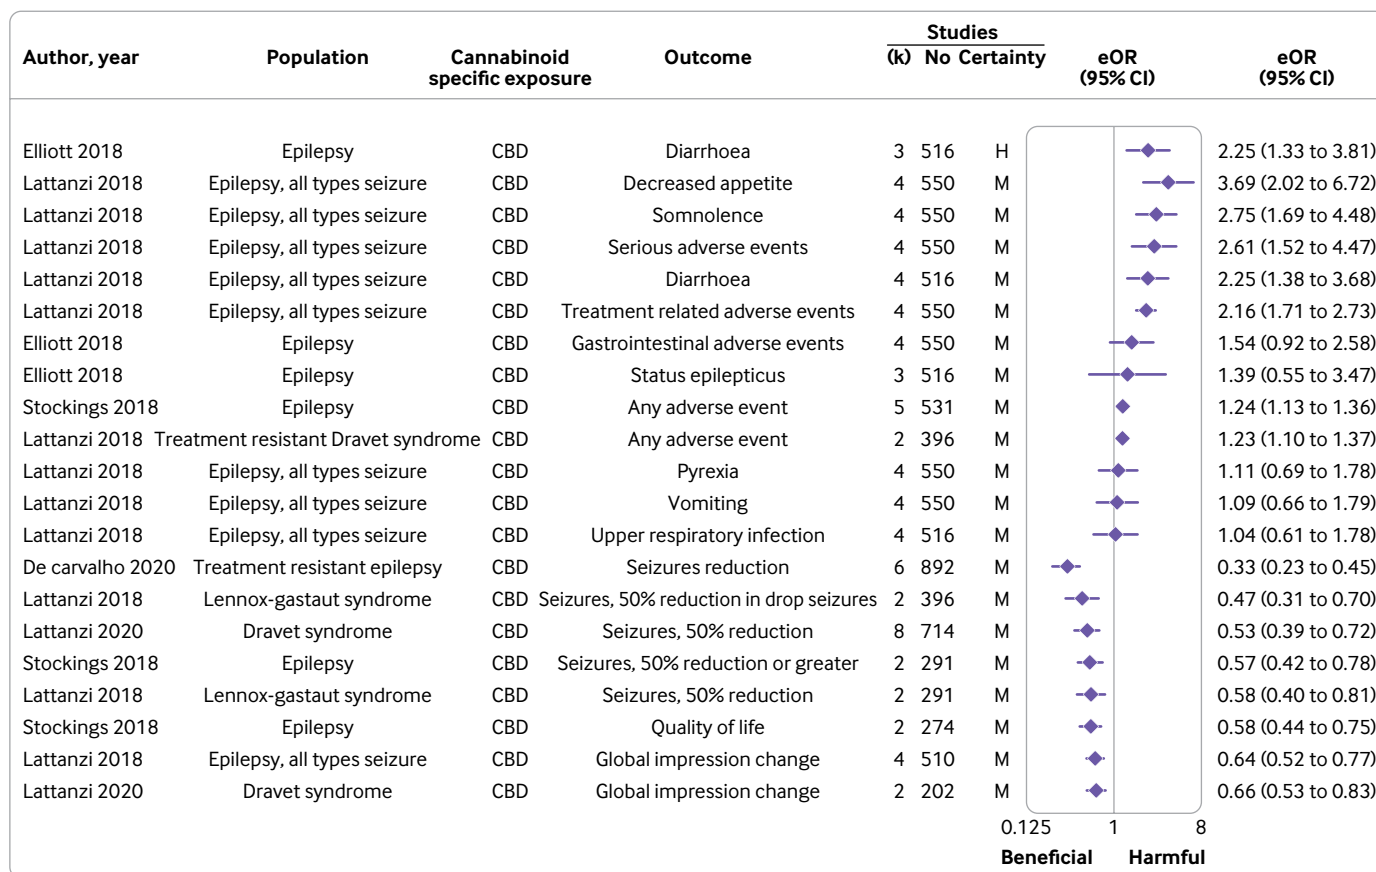 Studies
Author, year Population Cannabinoid specific exposure Outcome (k) No Certainty eOR (95% CI) eOR (95% CI)
Elliott 2018 Epilepsy CBD Diarrhoea 3 516 H 2.25 (1.33 to 3.81)
Lattanzi 2018 Epilepsy, all types seizure CBD Decreased appetite 4 550 M 3.69 (2.02 to 6.72)
Lattanzi 2018 Epilepsy, all types seizure CBD Somnolence 4 550 M 2.75 (1.69 to 4.48)
Lattanzi 2018 Epilepsy, all types seizure CBD Serious adverse events 4 550 M 2.61 (1.52 to 4.47)
Lattanzi 2018 Epilepsy, all types seizure CBD Diarrhoea 4 516 M 2.25 (1.38 to 3.68)
Lattanzi 2018 Epilepsy, all types seizure CBD Treatment related adverse events 4 550 M 2.16 (1.71 to 2.73)
Elliott 2018 Epilepsy CBD Gastrointestinal adverse events 4 550 M 1.54 (0.92 to 2.58)
Elliott 2018 Epilepsy CBD Status epilepticus 3 516 M 1.39 (0.55 to 3.47)
Stockings 2018 Epilepsy CBD Any adverse event 5 531 M 1.24 (1.13 to 1.36)
Lattanzi 2018 Treatment resistant Dravet syndrome CBD Any adverse event 2 396 M 1.23 (1.10 to 1.37)
Lattanzi 2018 Epilepsy, all types seizure CBD Pyrexia 4 550 M 1.11 (0.69 to 1.78)
Lattanzi 2018 Epilepsy, all types seizure CBD Vomiting 4 550 M 1.09 (0.66 to 1.79)
Lattanzi 2018 Epilepsy, all types seizure CBD Upper respiratory infection 4 516 M 1.04 (0.61 to 1.78)
De carvalho 2020 Treatment resistant epilepsy CBD Seizures reduction 6 892 M 0.33 (0.23 to 0.45)
Lattanzi 2018 Lennox-gastaut syndrome CBD Seizures, 50% reduction in drop seizures 2 396 M 0.47 (0.31 to 0.70)
Lattanzi 2020 Dravet syndrome CBD Seizures, 50% reduction 8 714 M 0.53 (0.39 to 0.72)
Stockings 2018 Epilepsy CBD Seizures, 50% reduction or greater 2 291 M 0.57 (0.42 to 0.78)
Lattanzi 2018 Lennox-gastaut syndrome CBD Seizures, 50% reduction 2 291 M 0.58 (0.40 to 0.81)
Stockings 2018 Epilepsy CBD Quality of life 2 274 M 0.58 (0.44 to 0.75)
Lattanzi 2018 Epilepsy, all types seizure CBD Global impression change 4 510 M 0.64 (0.52 to 0.77)
Lattanzi 2020 Dravet syndrome CBD Global impression change 2 202 M 0.66 (0.53 to 0.83)
0.125 1 8
Beneficial Harmful